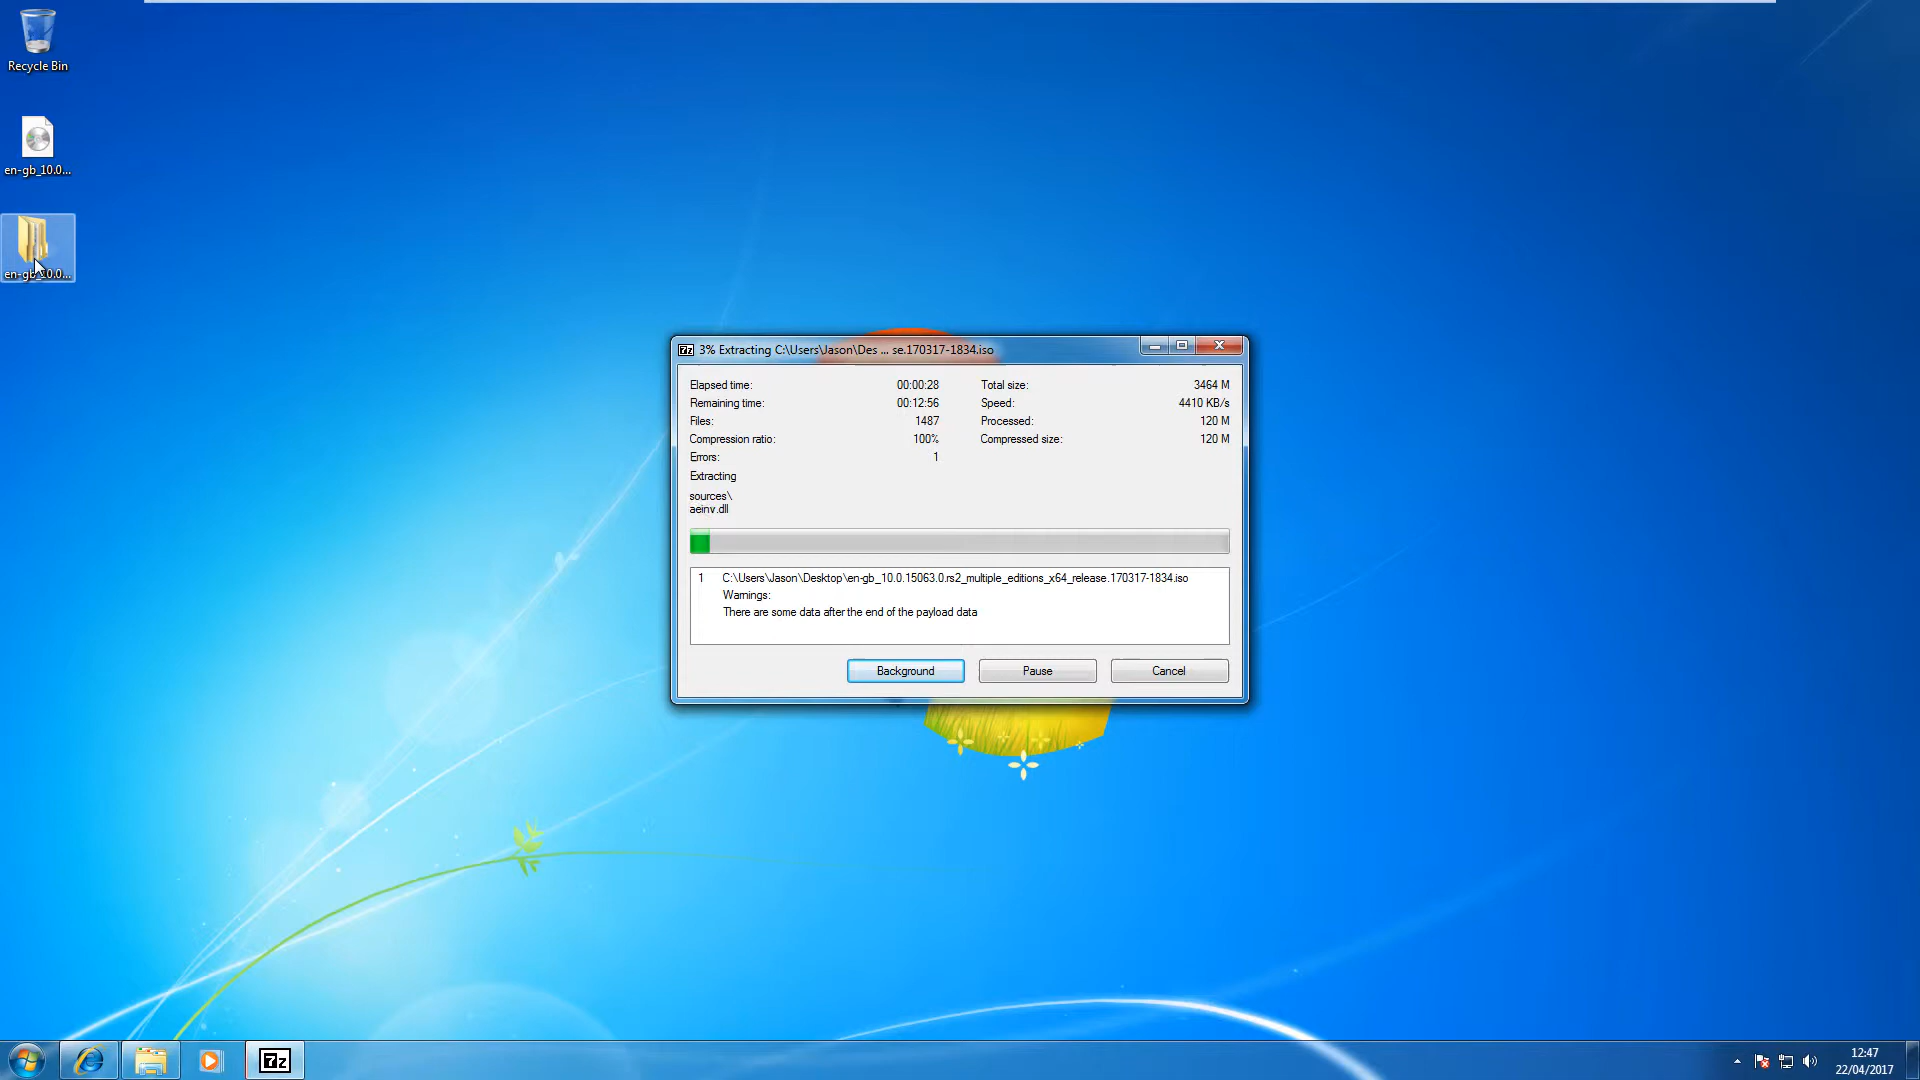 Recycle Bin
en-gb_10.0...
en-gb_10.0...
7z 3% Extracting C:\Users\Jason\Des ... se.170317-1834.iso
Elapsed time: 00:00:28 Total size: 3464 M
Remaining time: 00:12:56 Speed: 4410 KB/s
Files: 1487 Processed: 120 M
Compression ratio: 100% Compressed size: 120 M
Errors: 1
Extracting
sources\
aeinv.dll
1 C:\Users\Jason\Desktop\en-gb_10.0.15063.0.rs2_multiple_editions_x64_release.170317-1834.iso
Warnings:
There are some data after the end of the payload data
Background Pause Cancel
7z
12:47
22/04/2017